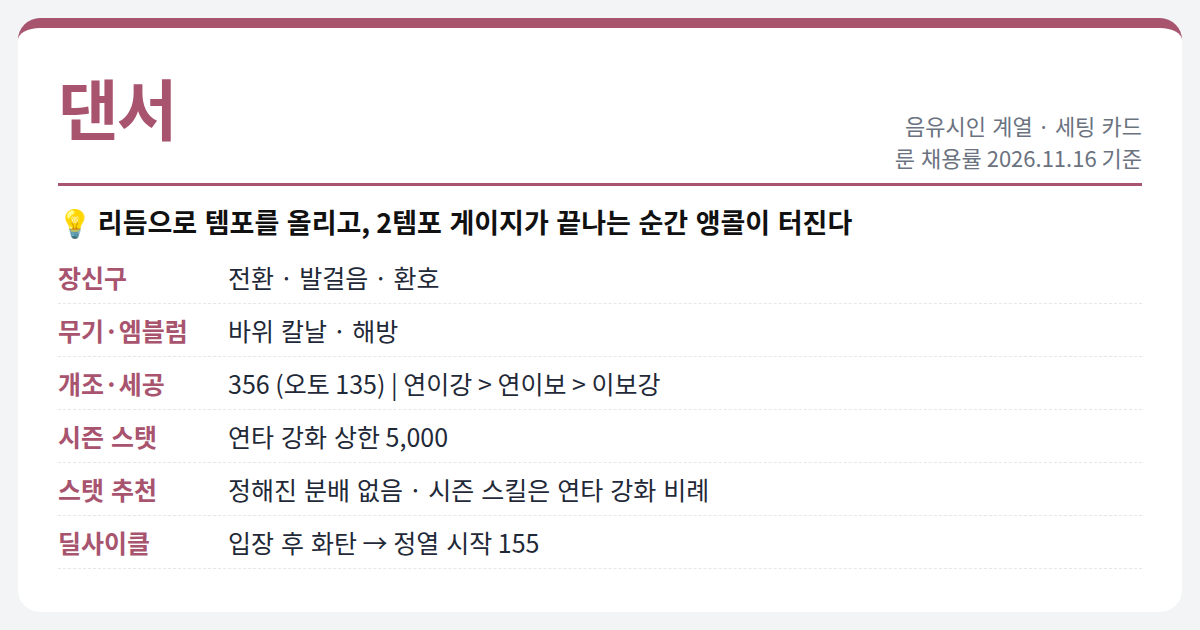 댄서
음유시인 계열 · 세팅 카드
룬 채용률 2026.11.16 기준
💡 리듬으로 템포를 올리고, 2템포 게이지가 끝나는 순간 앵콜이 터진다
장신구 전환 · 발걸음 · 환호
무기·엠블럼 바위 칼날 · 해방
개조·세공 356 (오토 135) | 연이강 > 연이보 > 이보강
시즌 스탯 연타 강화 상한 5,000
스탯 추천 정해진 분배 없음 · 시즌 스킬은 연타 강화 비례
딜사이클 입장 후 화탄 → 정열 시작 155